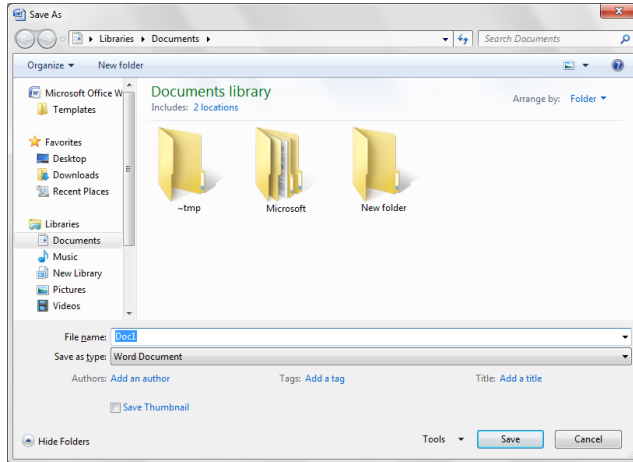 Save As
Libraries Documents
Search Documents
Organize New folder
Microsoft Office W
Templates
Favorites
Desktop
Downloads
Recent Places
Libraries
Documents
Music
New Library
Pictures
Videos
Documents library
Includes: 2 locations
Arrange by: Folder
~tmp
Microsoft
New folder
File name: Doc1
Save as type: Word Document
Authors: Add an author Tags: Add a tag Title: Add a title
Save Thumbnail
Hide Folders Tools Save Cancel